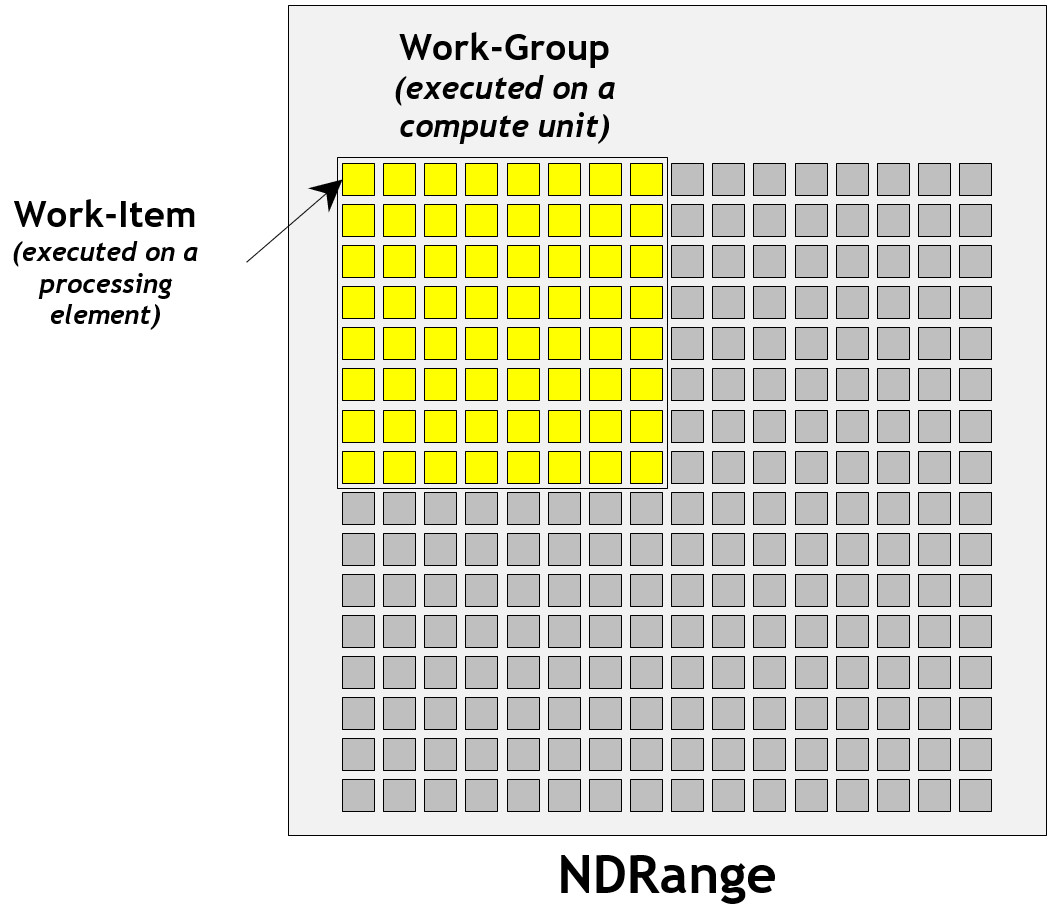 Work-Group
(executed on a
compute unit)
Work-Item
(executed on a
processing
element)
NDRange